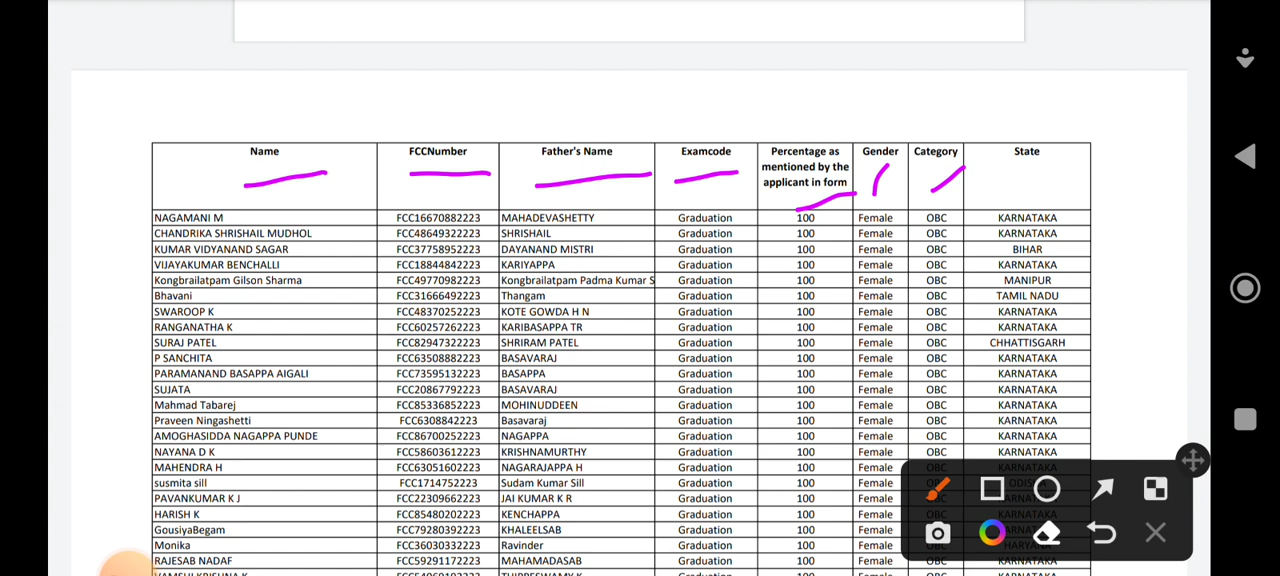 Name FCCNumber Father's Name Examcode Percentage as mentioned by the applicant in form Gender Category State
NAGAMANI M FCC16670882223 MAHADEVASHETTY Graduation 100 Female OBC KARNATAKA
CHANDRIKA SHRISHAIL MUDHOL FCC48649322223 SHRISHAIL Graduation 100 Female OBC KARNATAKA
KUMAR VIDYANAND SAGAR FCC37758952223 DAYANAND MISTRI Graduation 100 Female OBC BIHAR
VIJAYAKUMAR BENCHALLI FCC18844842223 KARIYAPPA Graduation 100 Female OBC KARNATAKA
Kongbrailatpam Gilson Sharma FCC49770982223 Kongbrailatpam Padma Kumar S Graduation 100 Female OBC MANIPUR
Bhavani FCC31666492223 Thangam Graduation 100 Female OBC TAMIL NADU
SWAROOP K FCC48370252223 KOTE GOWDA H N Graduation 100 Female OBC KARNATAKA
RANGANATHA K FCC60257262223 KARIBASAPPA TR Graduation 100 Female OBC KARNATAKA
SURAJ PATEL FCC82947322223 SHRIRAM PATEL Graduation 100 Female OBC CHHATTISGARH
P SANCHITA FCC63508882223 BASAVARAJ Graduation 100 Female OBC KARNATAKA
PARAMANAND BASAPPA AIGALI FCC73595132223 BASAPPA Graduation 100 Female OBC KARNATAKA
SUJATA FCC20867792223 BASAVARAJ Graduation 100 Female OBC KARNATAKA
Mahmad Tabarej FCC85336852223 MOHINUDDEEN Graduation 100 Female OBC KARNATAKA
Praveen Ningashetti FCC6308842223 Basavaraj Graduation 100 Female OBC KARNATAKA
AMOGHASIDDA NAGAPPA PUNDE FCC86700252223 NAGAPPA Graduation 100 Female OBC KARNATAKA
NAYANA D K FCC58603612223 KRISHNAMURTHY Graduation 100 Female OBC KARNATAKA
MAHENDRA H FCC63051602223 NAGARAJAPPA H Graduation 100 Female OBC KARNATAKA
susmita sill FCC1714752223 Sudam Kumar Sill Graduation 100 Female
PAVANKUMAR K J FCC22309662223 JAI KUMAR K R Graduation 100 Female
HARISH K FCC85480202223 KENCHAPPA Graduation 100 Female OBC
GousiyaBegam FCC79280392223 KHALEELSAB Graduation 100 Female
Monika FCC36030332223 Ravinder Graduation 100 Female OBC HARYANA
RAJESAB NADAF FCC59291172223 MAHAMADASAB Graduation 100 Female OBC KARNATAKA